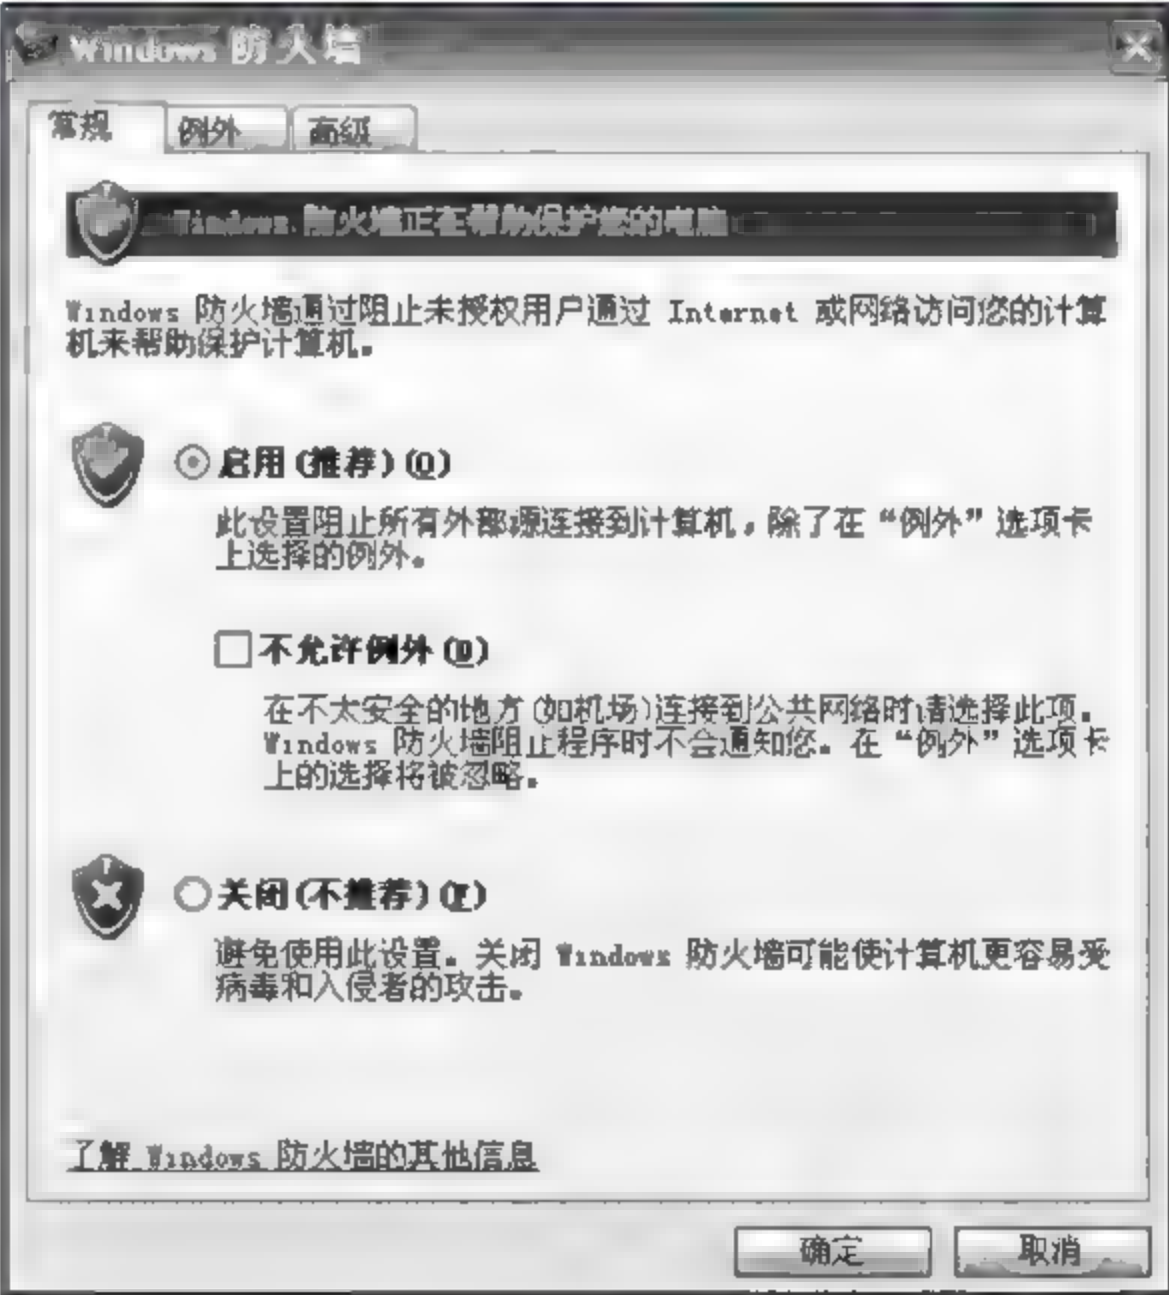 Windows 防火墙
常规 例外 高级
Windows 防火墙正在帮助保护您的电脑
Windows 防火墙通过阻止未授权用户通过 Internet 或网络访问您的计算
机来帮助保护计算机。
启用(推荐)(O)
此设置阻止所有外部源连接到计算机，除了在“例外”选项卡
上选择的例外。
不允许例外(D)
在不太安全的地方(如机场)连接到公共网络时请选择此项。
Windows 防火墙阻止程序时不会通知您。在“例外”选项卡
上的选择将被忽略。
关闭(不推荐)(F)
避免使用此设置。关闭 Windows 防火墙可能使计算机更容易受
病毒和入侵者的攻击。
了解 Windows 防火墙的其他信息
确定 取消